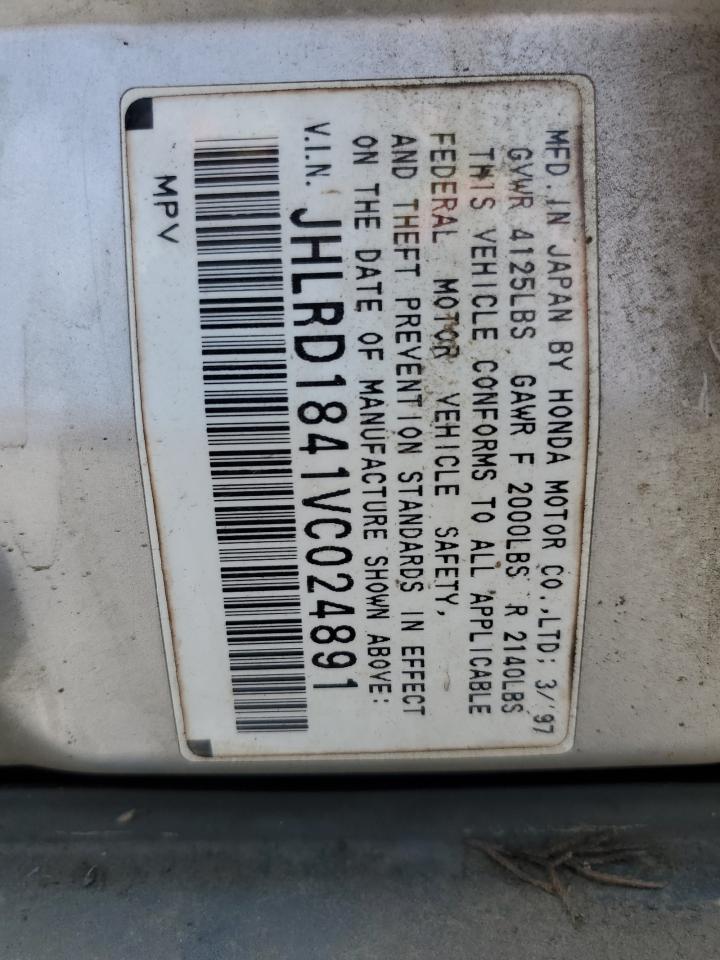 MFD. IN JAPAN BY HONDA MOTOR CO.,LTD; 3/'97
GVWR 4125LBS GAWR F 2000LBS R 2140LBS
THIS VEHICLE CONFORMS TO ALL APPLICABLE
FEDERAL MOTOR VEHICLE SAFETY,
AND THEFT PREVENTION STANDARDS IN EFFECT
ON THE DATE OF MANUFACTURE SHOWN ABOVE:
V.I.N. JHLRD1841VC024891
MPV